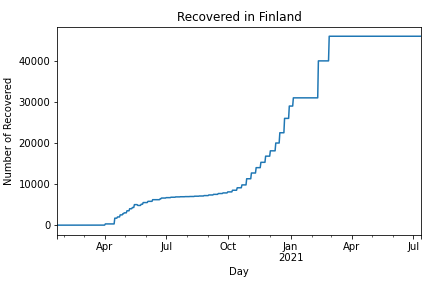 Recovered in Finland
Number of Recovered
40000
30000
20000
10000
0
Apr Jul Oct Jan Apr Jul
2021
Day